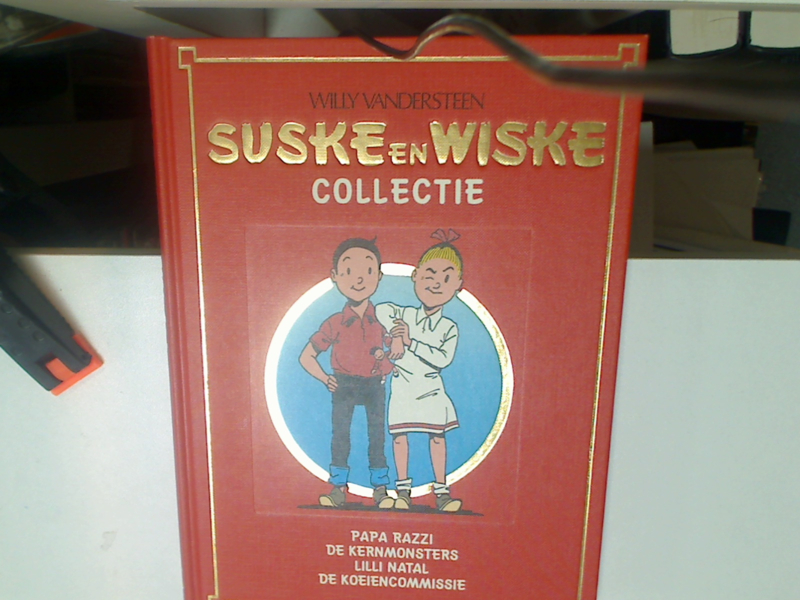 WILLY VANDERSTEEN
SUSKE EN WISKE
COLLECTIE
PAPA RAZZI
DE KERNMONSTERS
LILLI NATAL
DE KOEIENCOMMISSIE